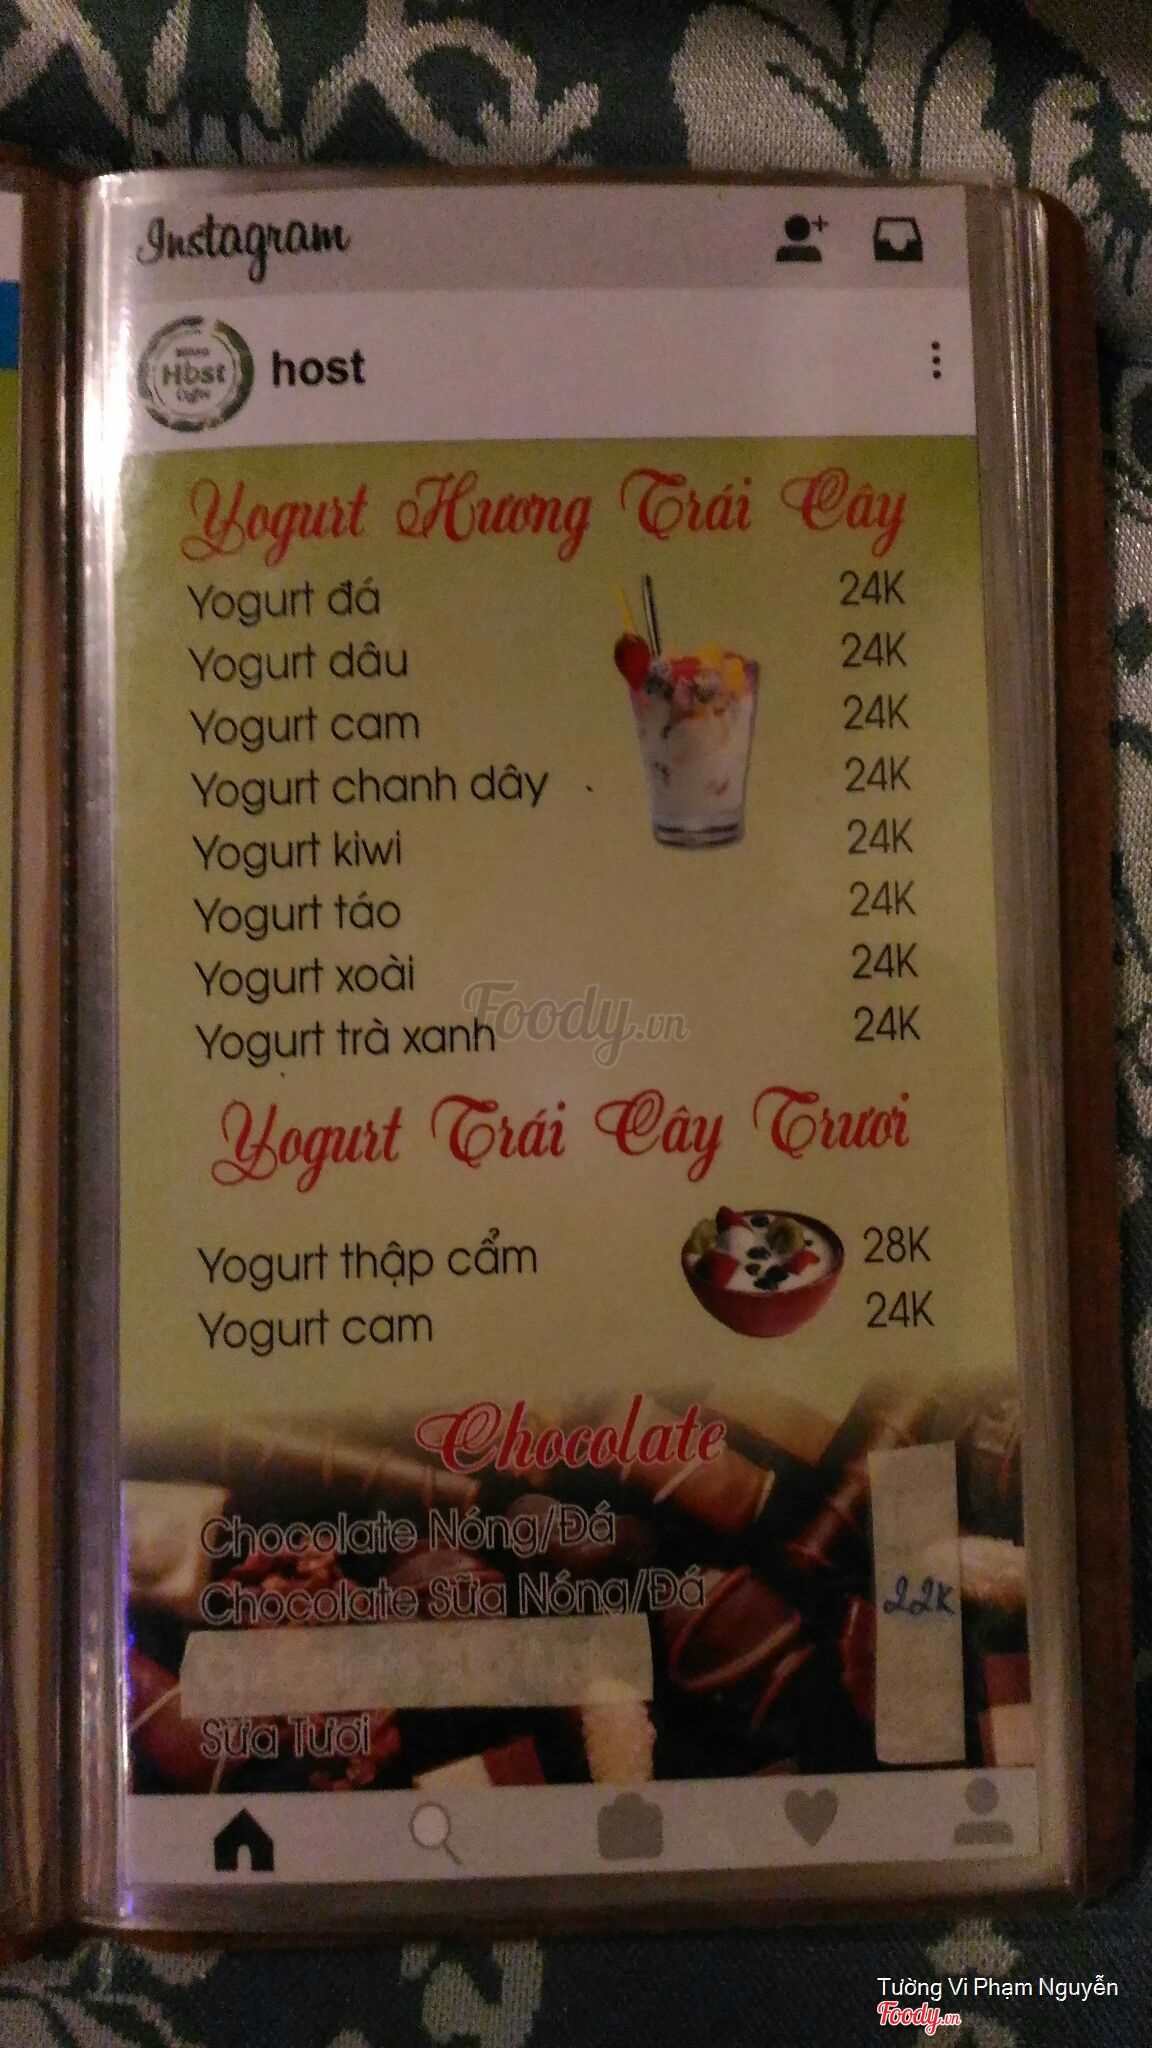 Instagram
Host
Coffee
host
Yogurt Hương Trái Cây
Yogurt đá 24K
Yogurt dâu 24K
Yogurt cam 24K
Yogurt chanh dây 24K
Yogurt kiwi 24K
Yogurt táo 24K
Yogurt xoài 24K
Yogurt trà xanh 24K
Foody.vn
Yogurt Trái Cây Tươi
Yogurt thập cẩm 28K
Yogurt cam 24K
Chocolate
Chocolate Nóng/Đá
Chocolate Sữa Nóng/Đá 22K
Sữa Tươi
Tường Vi Phạm Nguyễn
Foody.vn